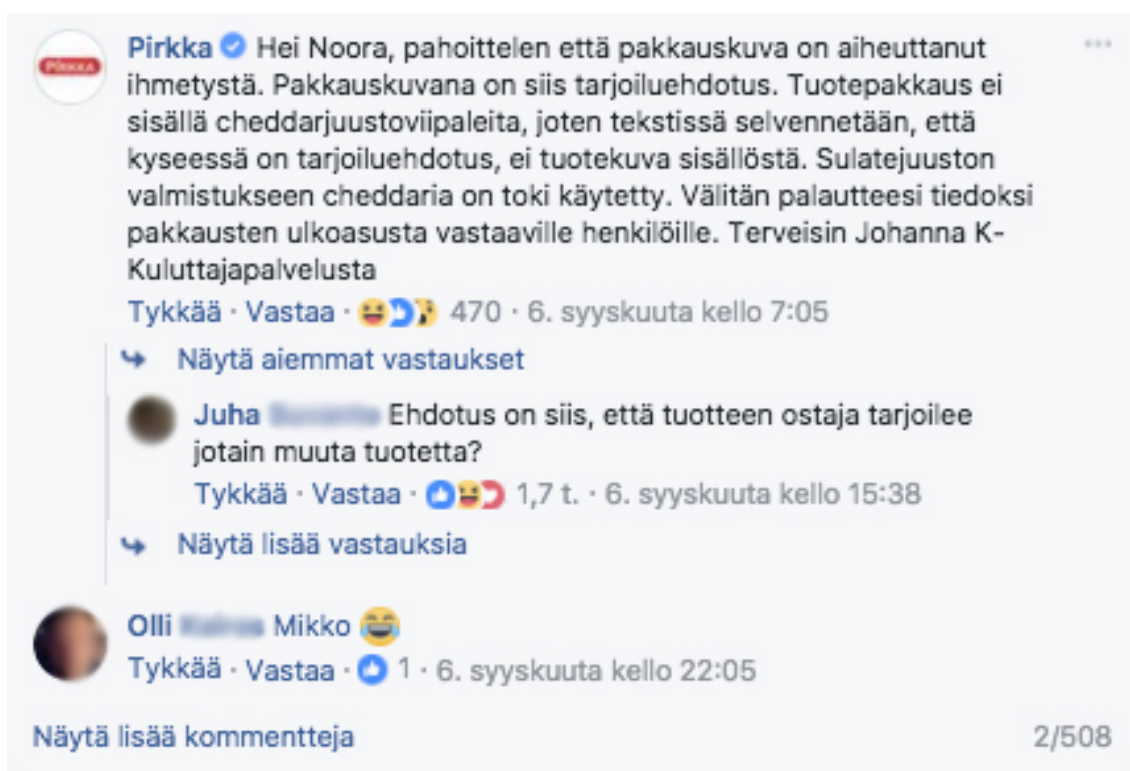 PIRKKA
Pirkka Hei Noora, pahoittelen että pakkauskuva on aiheuttanut
ihmetystä. Pakkauskuvana on siis tarjoiluehdotus. Tuotepakkaus ei
sisällä cheddarjuustoviipaleita, joten tekstissä selvennetään, että
kyseessä on tarjoiluehdotus, ei tuotekuva sisällöstä. Sulatejuuston
valmistukseen cheddaria on toki käytetty. Välitän palautteesi tiedoksi
pakkausten ulkoasusta vastaaville henkilöille. Terveisin Johanna K-
Kuluttajapalvelusta
Tykkää · Vastaa · 470 · 6. syyskuuta kello 7:05
Näytä aiemmat vastaukset
Juha Ehdotus on siis, että tuotteen ostaja tarjoilee
jotain muuta tuotetta?
Tykkää · Vastaa · 1,7 t. · 6. syyskuuta kello 15:38
Näytä lisää vastauksia
Olli Mikko 😂
Tykkää · Vastaa · 1 · 6. syyskuuta kello 22:05
Näytä lisää kommentteja 2/508